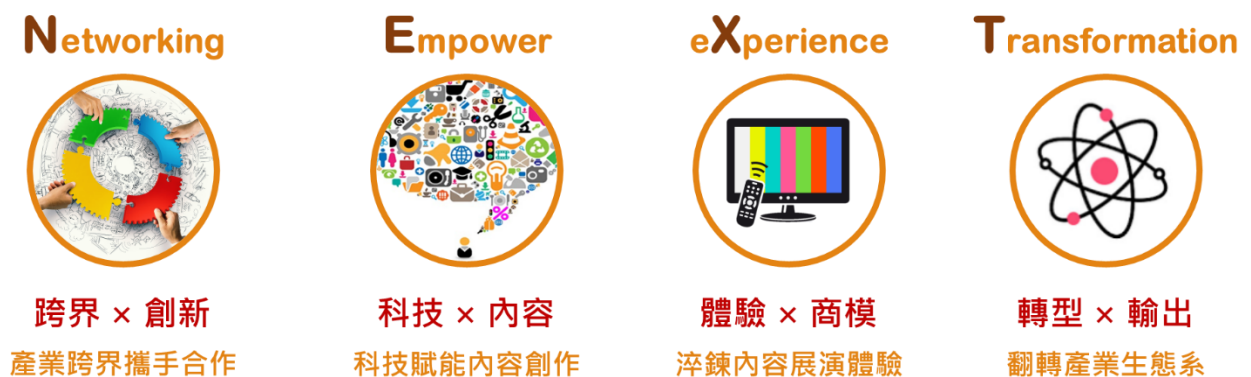 Networking
Empower
eXperience
Transformation
跨界 × 創新
科技 × 內容
體驗 × 商模
轉型 × 輸出
產業跨界攜手合作
科技賦能內容創作
淬鍊內容展演體驗
翻轉產業生態系